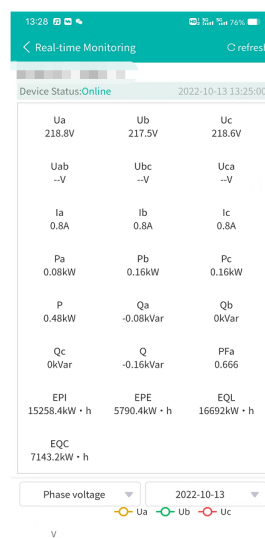 13:28 76%
Real-time Monitoring refresh
Device Status:Online 2022-10-13 13:25:00
Ua Ub Uc
218.8V 217.5V 218.6V
Uab Ubc Uca
--V --V --V
Ia Ib Ic
0.8A 0.8A 0.8A
Pa Pb Pc
0.08kW 0.16kW 0.16kW
P Qa Qb
0.48kW -0.08kVar 0kVar
Qc Q PFa
0kVar -0.16kVar 0.666
EPI EPE EQL
15258.4kW·h 5790.4kW·h 16692kW·h
EQC
7143.2kW·h
Phase voltage 2022-10-13
Ua Ub Uc
V